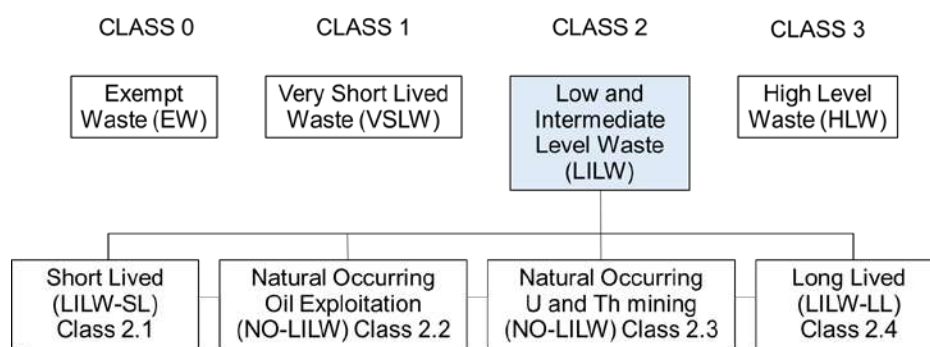 CLASS 0
CLASS 1
CLASS 2
CLASS 3
Exempt
Waste (EW)
Very Short Lived
Waste (VSLW)
Low and
Intermediate
Level Waste
(LILW)
High Level
Waste (HLW)
Short Lived
(LILW-SL)
Class 2.1
Natural Occurring
Oil Exploitation
(NO-LILW) Class 2.2
Natural Occurring
U and Th mining
(NO-LILW) Class 2.3
Long Lived
(LILW-LL)
Class 2.4